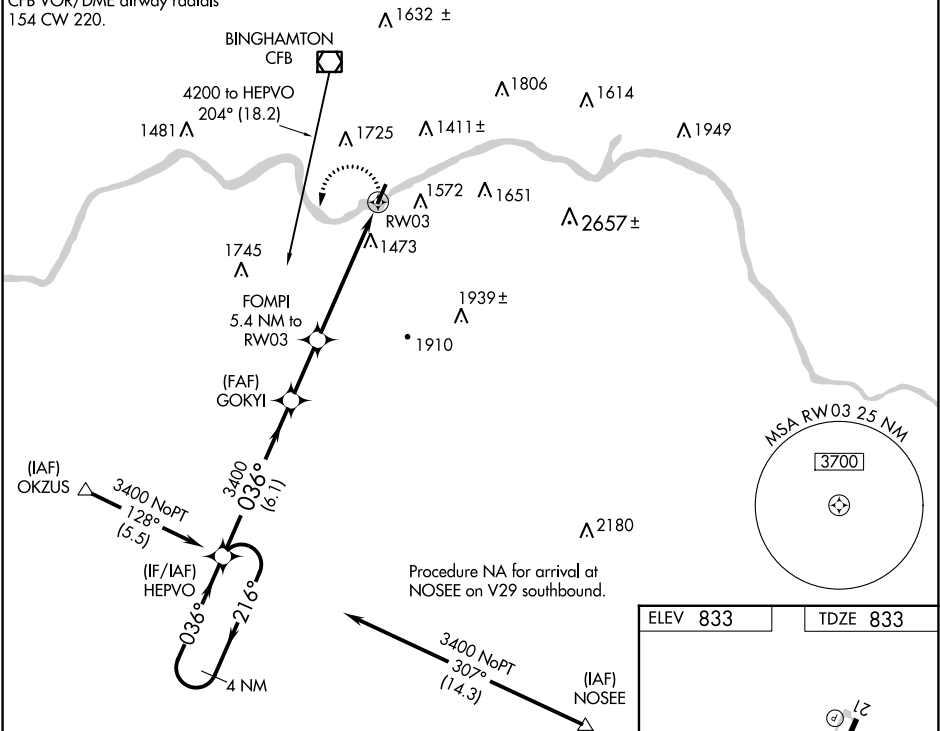 CFB VOR/DME airway radials
154 CW 220.
1632 ±
BINGHAMTON
CFB
4200 to HEPVO
204° (18.2)
1806
1614
1481
1725
1411±
1949
1572
1651
2657±
RW03
1473
1745
1939±
FOMPI
5.4 NM to
RW03
1910
(FAF)
GOKYI
MSA RW03 25 NM
3700
(IAF)
OKZUS
3400 NoPT
128°
(5.5)
3400
036°
(6.1)
2180
(IF/IAF)
HEPVO
Procedure NA for arrival at
NOSEE on V29 southbound.
036°
216°
4 NM
3400 NoPT
307°
(14.3)
(IAF)
NOSEE
ELEV 833
TDZE 833
P
21